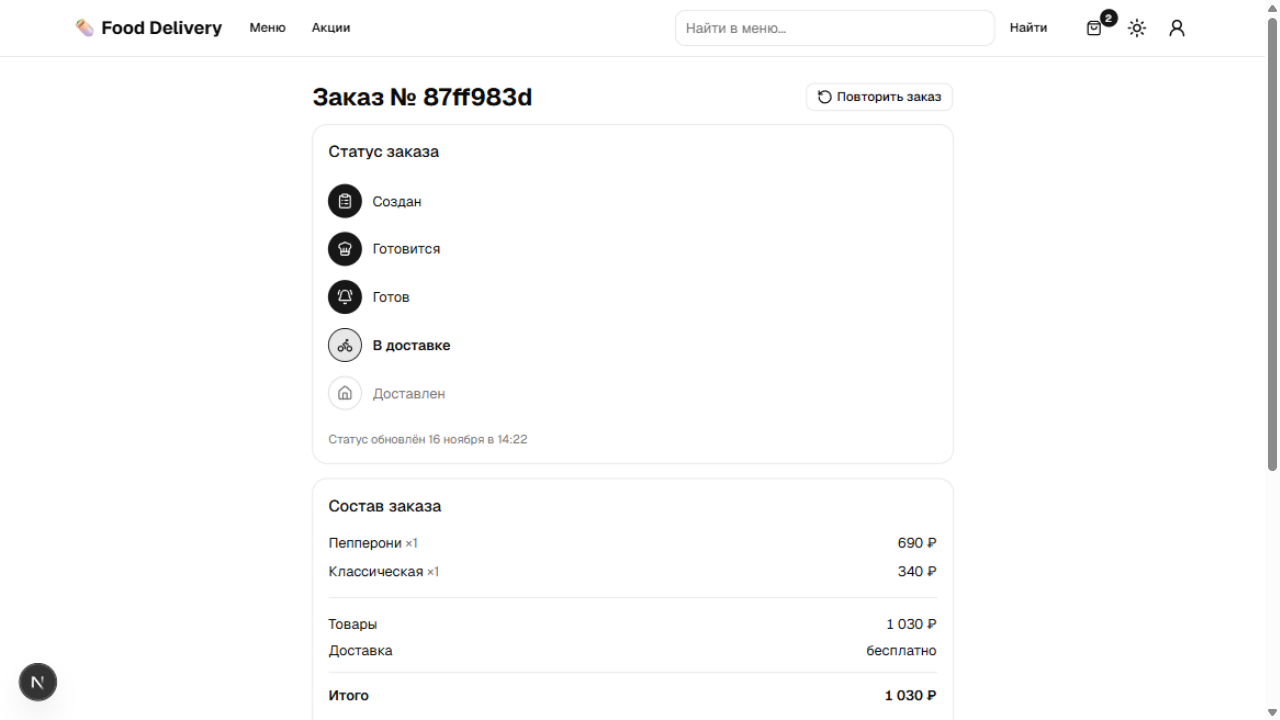 Food Delivery Меню Акции Найти в меню... Найти 2
Заказ № 87ff983d Повторить заказ
Статус заказа
Создан
Готовится
Готов
В доставке
Доставлен
Статус обновлён 16 ноября в 14:22
Состав заказа
Пепперони ×1 690 ₽
Классическая ×1 340 ₽
Товары 1 030 ₽
Доставка бесплатно
Итого 1 030 ₽
N